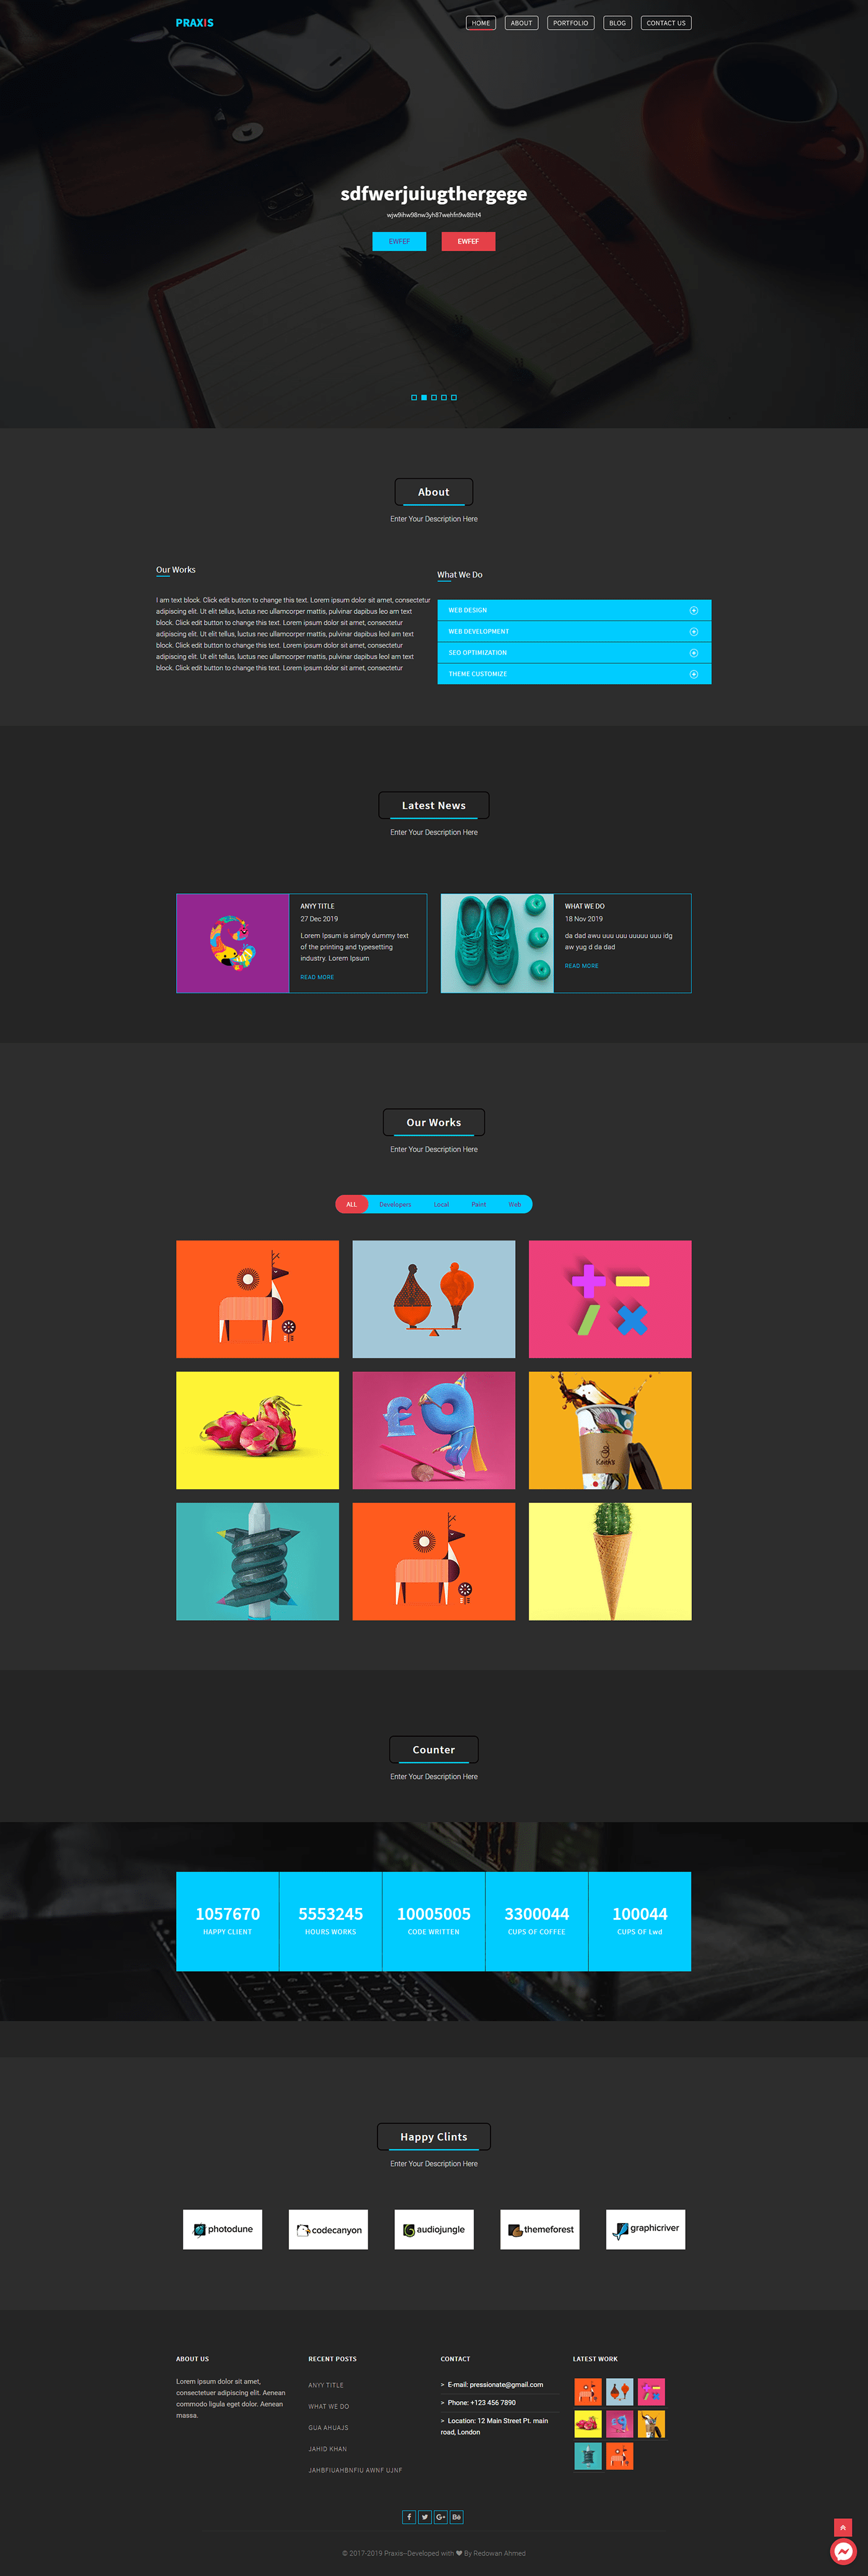 PRAXIS
HOME ABOUT PORTFOLIO BLOG CONTACT US
sdfwerjuiugthergege
wjw9ihw98nw3yh87wehfn9w8tht4
EWFEF EWFEF
About
Enter Your Description Here
Our Works
I am text block. Click edit button to change this text. Lorem ipsum dolor sit amet, consectetur
adipiscing elit. Ut elit tellus, luctus nec ullamcorper mattis, pulvinar dapibus leo am text
block. Click edit button to change this text. Lorem ipsum dolor sit amet, consectetur
adipiscing elit. Ut elit tellus, luctus nec ullamcorper mattis, pulvinar dapibus leoI am text
block. Click edit button to change this text. Lorem ipsum dolor sit amet, consectetur
adipiscing elit. Ut elit tellus, luctus nec ullamcorper mattis, pulvinar dapibus leoI am text
block. Click edit button to change this text. Lorem ipsum dolor sit amet, consectetur
What We Do
WEB DESIGN
WEB DEVELOPMENT
SEO OPTIMIZATION
THEME CUSTOMIZE
Latest News
Enter Your Description Here
ANYY TITLE
27 Dec 2019
Lorem Ipsum is simply dummy text
of the printing and typesetting
industry. Lorem Ipsum
READ MORE
WHAT WE DO
18 Nov 2019
da dad awu uuu uuu uuuuu uuu idg
aw yug d da dad
READ MORE
Our Works
Enter Your Description Here
ALL Developers Local Paint Web
£9
Counter
Enter Your Description Here
1057670
HAPPY CLIENT
5553245
HOURS WORKS
10005005
CODE WRITTEN
3300044
CUPS OF COFFEE
100044
CUPS OF Lwd
Happy Clints
Enter Your Description Here
photodune codecanyon audiojungle themeforest graphicriver
ABOUT US
Lorem ipsum dolor sit amet,
consectetuer adipiscing elit. Aenean
commodo ligula eget dolor. Aenean
massa.
RECENT POSTS
ANYY TITLE
WHAT WE DO
GUA AHUAJS
JAHID KHAN
JAHBFIUAHBNFIU AWNF UJNF
CONTACT
> E-mail: pressionate@gmail.com
> Phone: +123 456 7890
> Location: 12 Main Street Pt. main
road, London
LATEST WORK
f G+ Bē
© 2017-2019 Praxis–Developed with ❤ By Redowan Ahmed